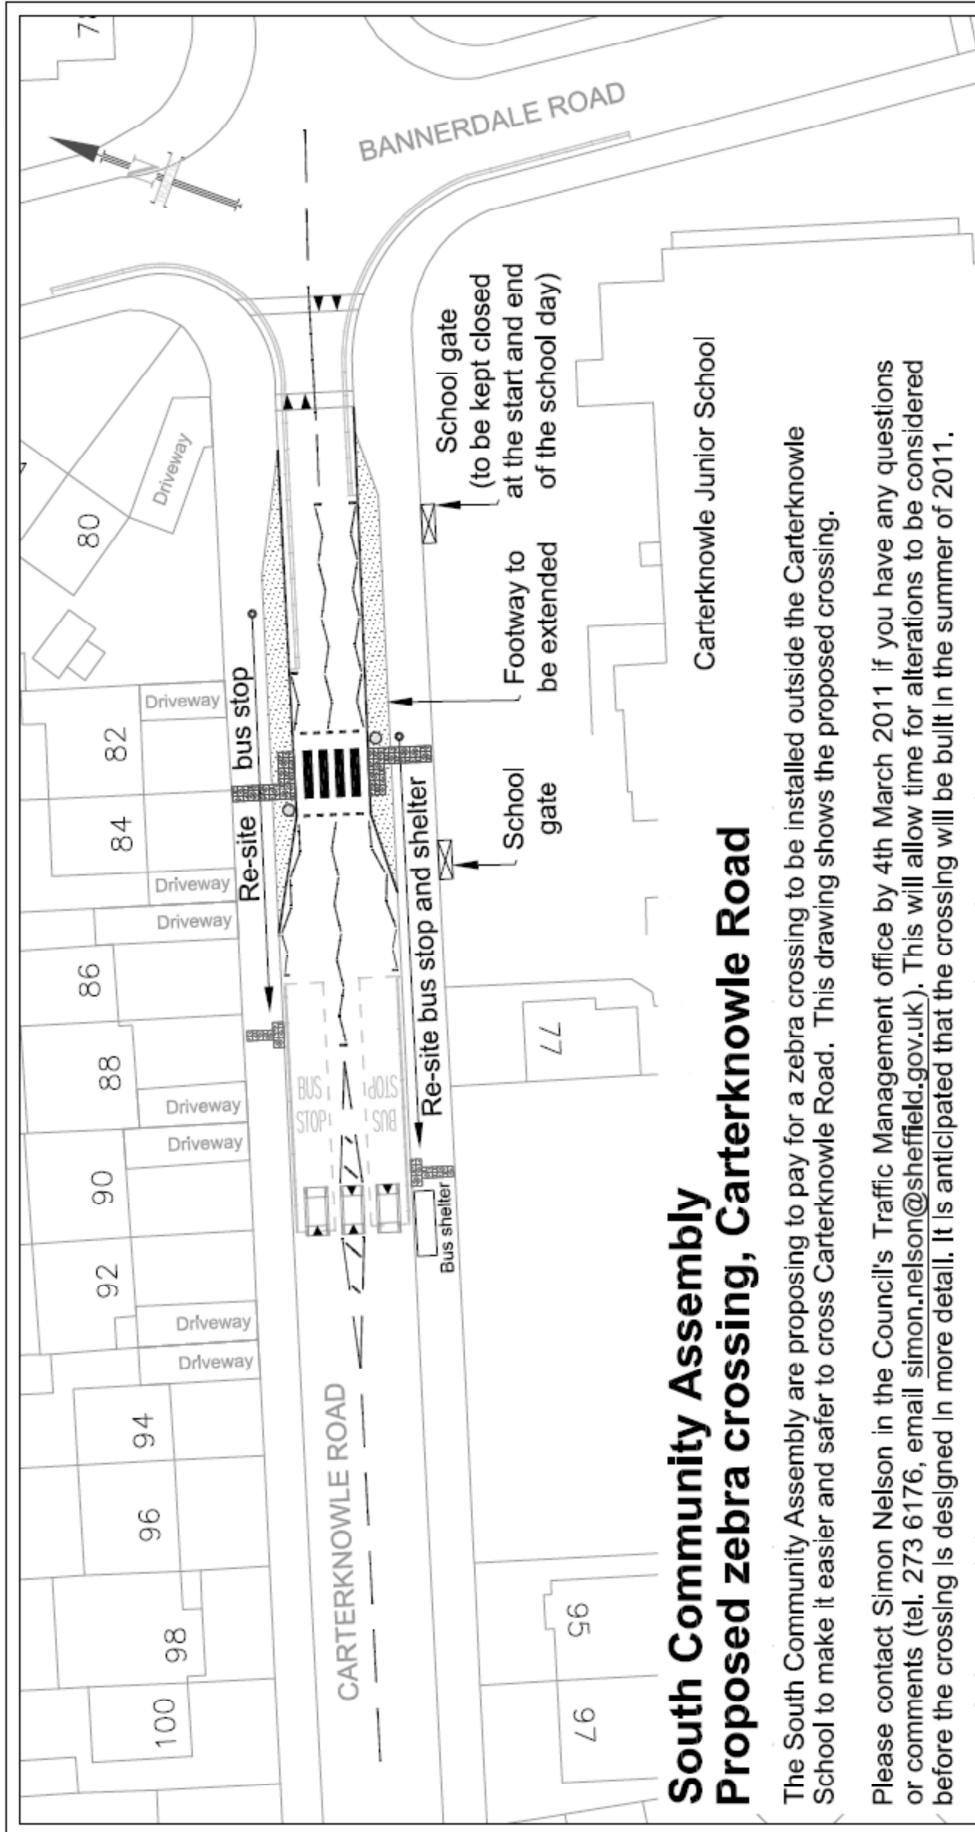 78
BANNERDALE ROAD
80
Driveway
82
Driveway
84
Driveway
Driveway
86
88
Driveway
Driveway
90
92
Driveway
Driveway
94
96
98
100
Re-site bus stop
BUS
STOP
BUS
STOP
Re-site bus stop and shelter
Bus shelter
CARTERKNOWLE ROAD
School gate
(to be kept closed
at the start and end
of the school day)
Footway to
be extended
School
gate
Carterknowle Junior School
77
95
97
South Community Assembly
Proposed zebra crossing, Carterknowle Road
The South Community Assembly are proposing to pay for a zebra crossing to be installed outside the Carterknowle
School to make it easier and safer to cross Carterknowle Road. This drawing shows the proposed crossing.
Please contact Simon Nelson in the Council's Traffic Management office by 4th March 2011 if you have any questions
or comments (tel. 273 6176, email simon.nelson@sheffield.gov.uk). This will allow time for alterations to be considered
before the crossing is designed in more detail. It is anticipated that the crossing will be built in the summer of 2011.